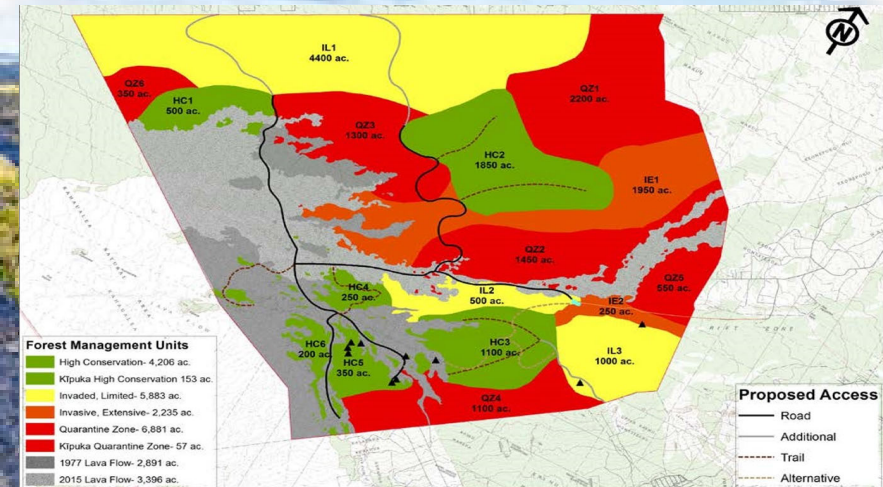 IL1
4400 ac.
N
QZ6
350 ac.
HC1
500 ac.
QZ3
1300 ac.
QZ1
2200 ac.
HC2
1850 ac.
IE1
1950 ac.
QZ2
1450 ac.
QZ5
550 ac.
HC4
250 ac.
IL2
500 ac.
IE2
250 ac.
HC6
200 ac.
HC5
350 ac.
HC3
1100 ac.
IL3
1000 ac.
QZ4
1100 ac.
RIFT ZONE
Forest Management Units
High Conservation- 4,206 ac.
Kīpuka High Conservation 153 ac.
Invaded, Limited- 5,883 ac.
Invasive, Extensive- 2,235 ac.
Quarantine Zone- 6,881 ac.
Kīpuka Quarantine Zone- 57 ac.
1977 Lava Flow- 2,891 ac.
2015 Lava Flow- 3,396 ac.
Proposed Access
Road
Additional
Trail
Alternative